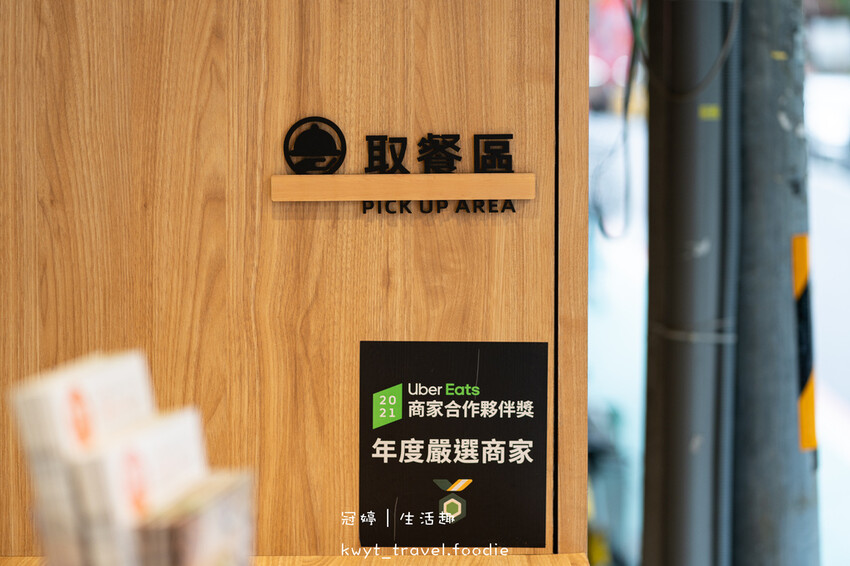 取餐區
PICK UP AREA
2021
Uber Eats
商家合作夥伴獎
年度嚴選商家
冠婷｜生活趣
kwyt_travel.foodie